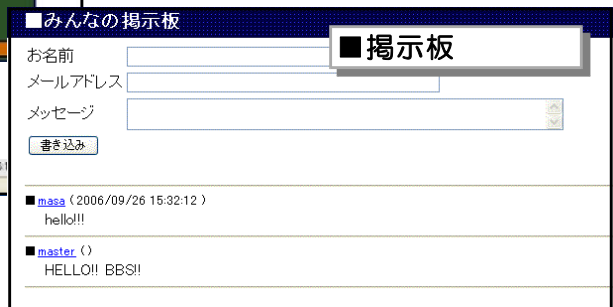 ■みんなの掲示板
■掲示板
お名前
メールアドレス
メッセージ
書き込み
■masa ( 2006/09/26 15:32:12 )
hello!!!
■master ()
HELLO!! BBS!!